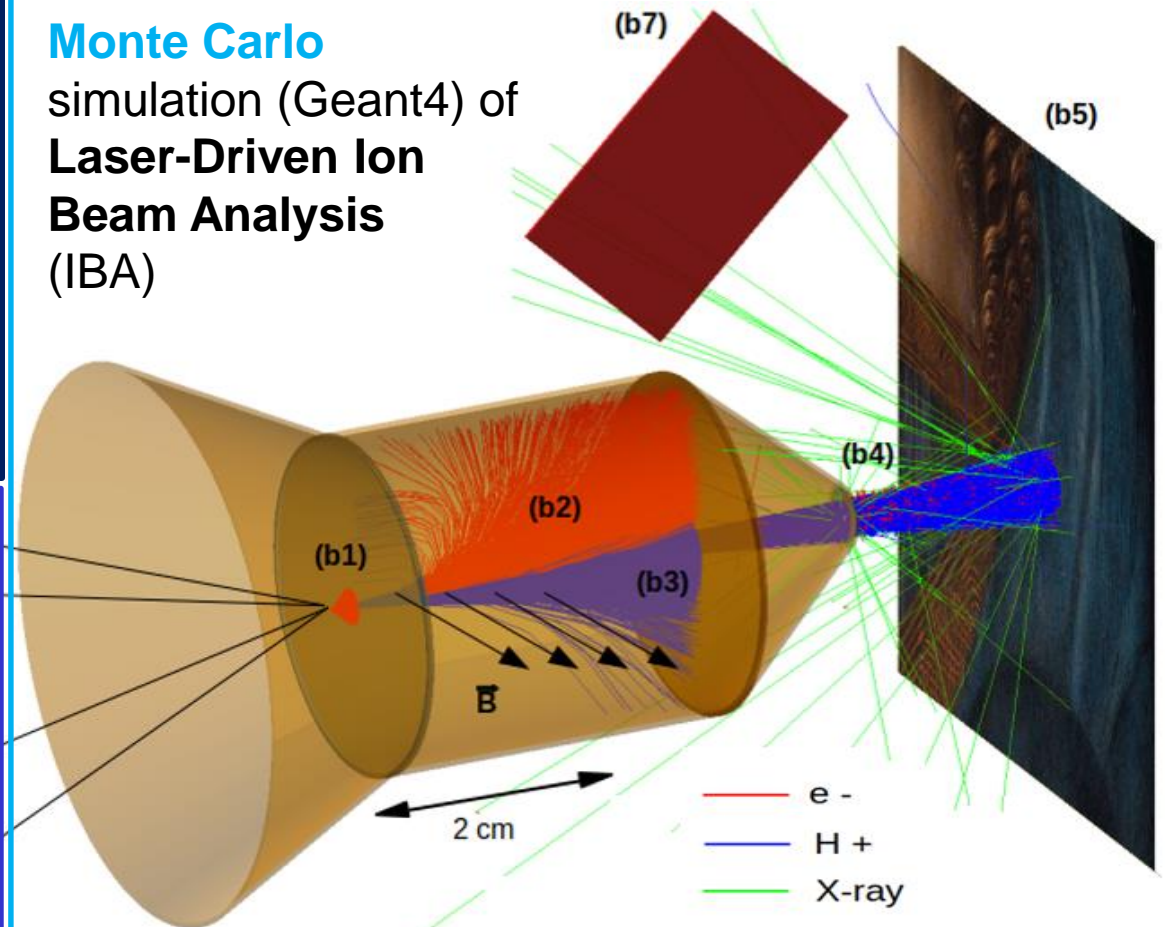 Monte Carlo
simulation (Geant4) of
Laser-Driven Ion
Beam Analysis
(IBA)
(b7)
(b5)
(b4)
(b2)
(b1)
(b3)
B
2 cm
e -
H +
X-ray